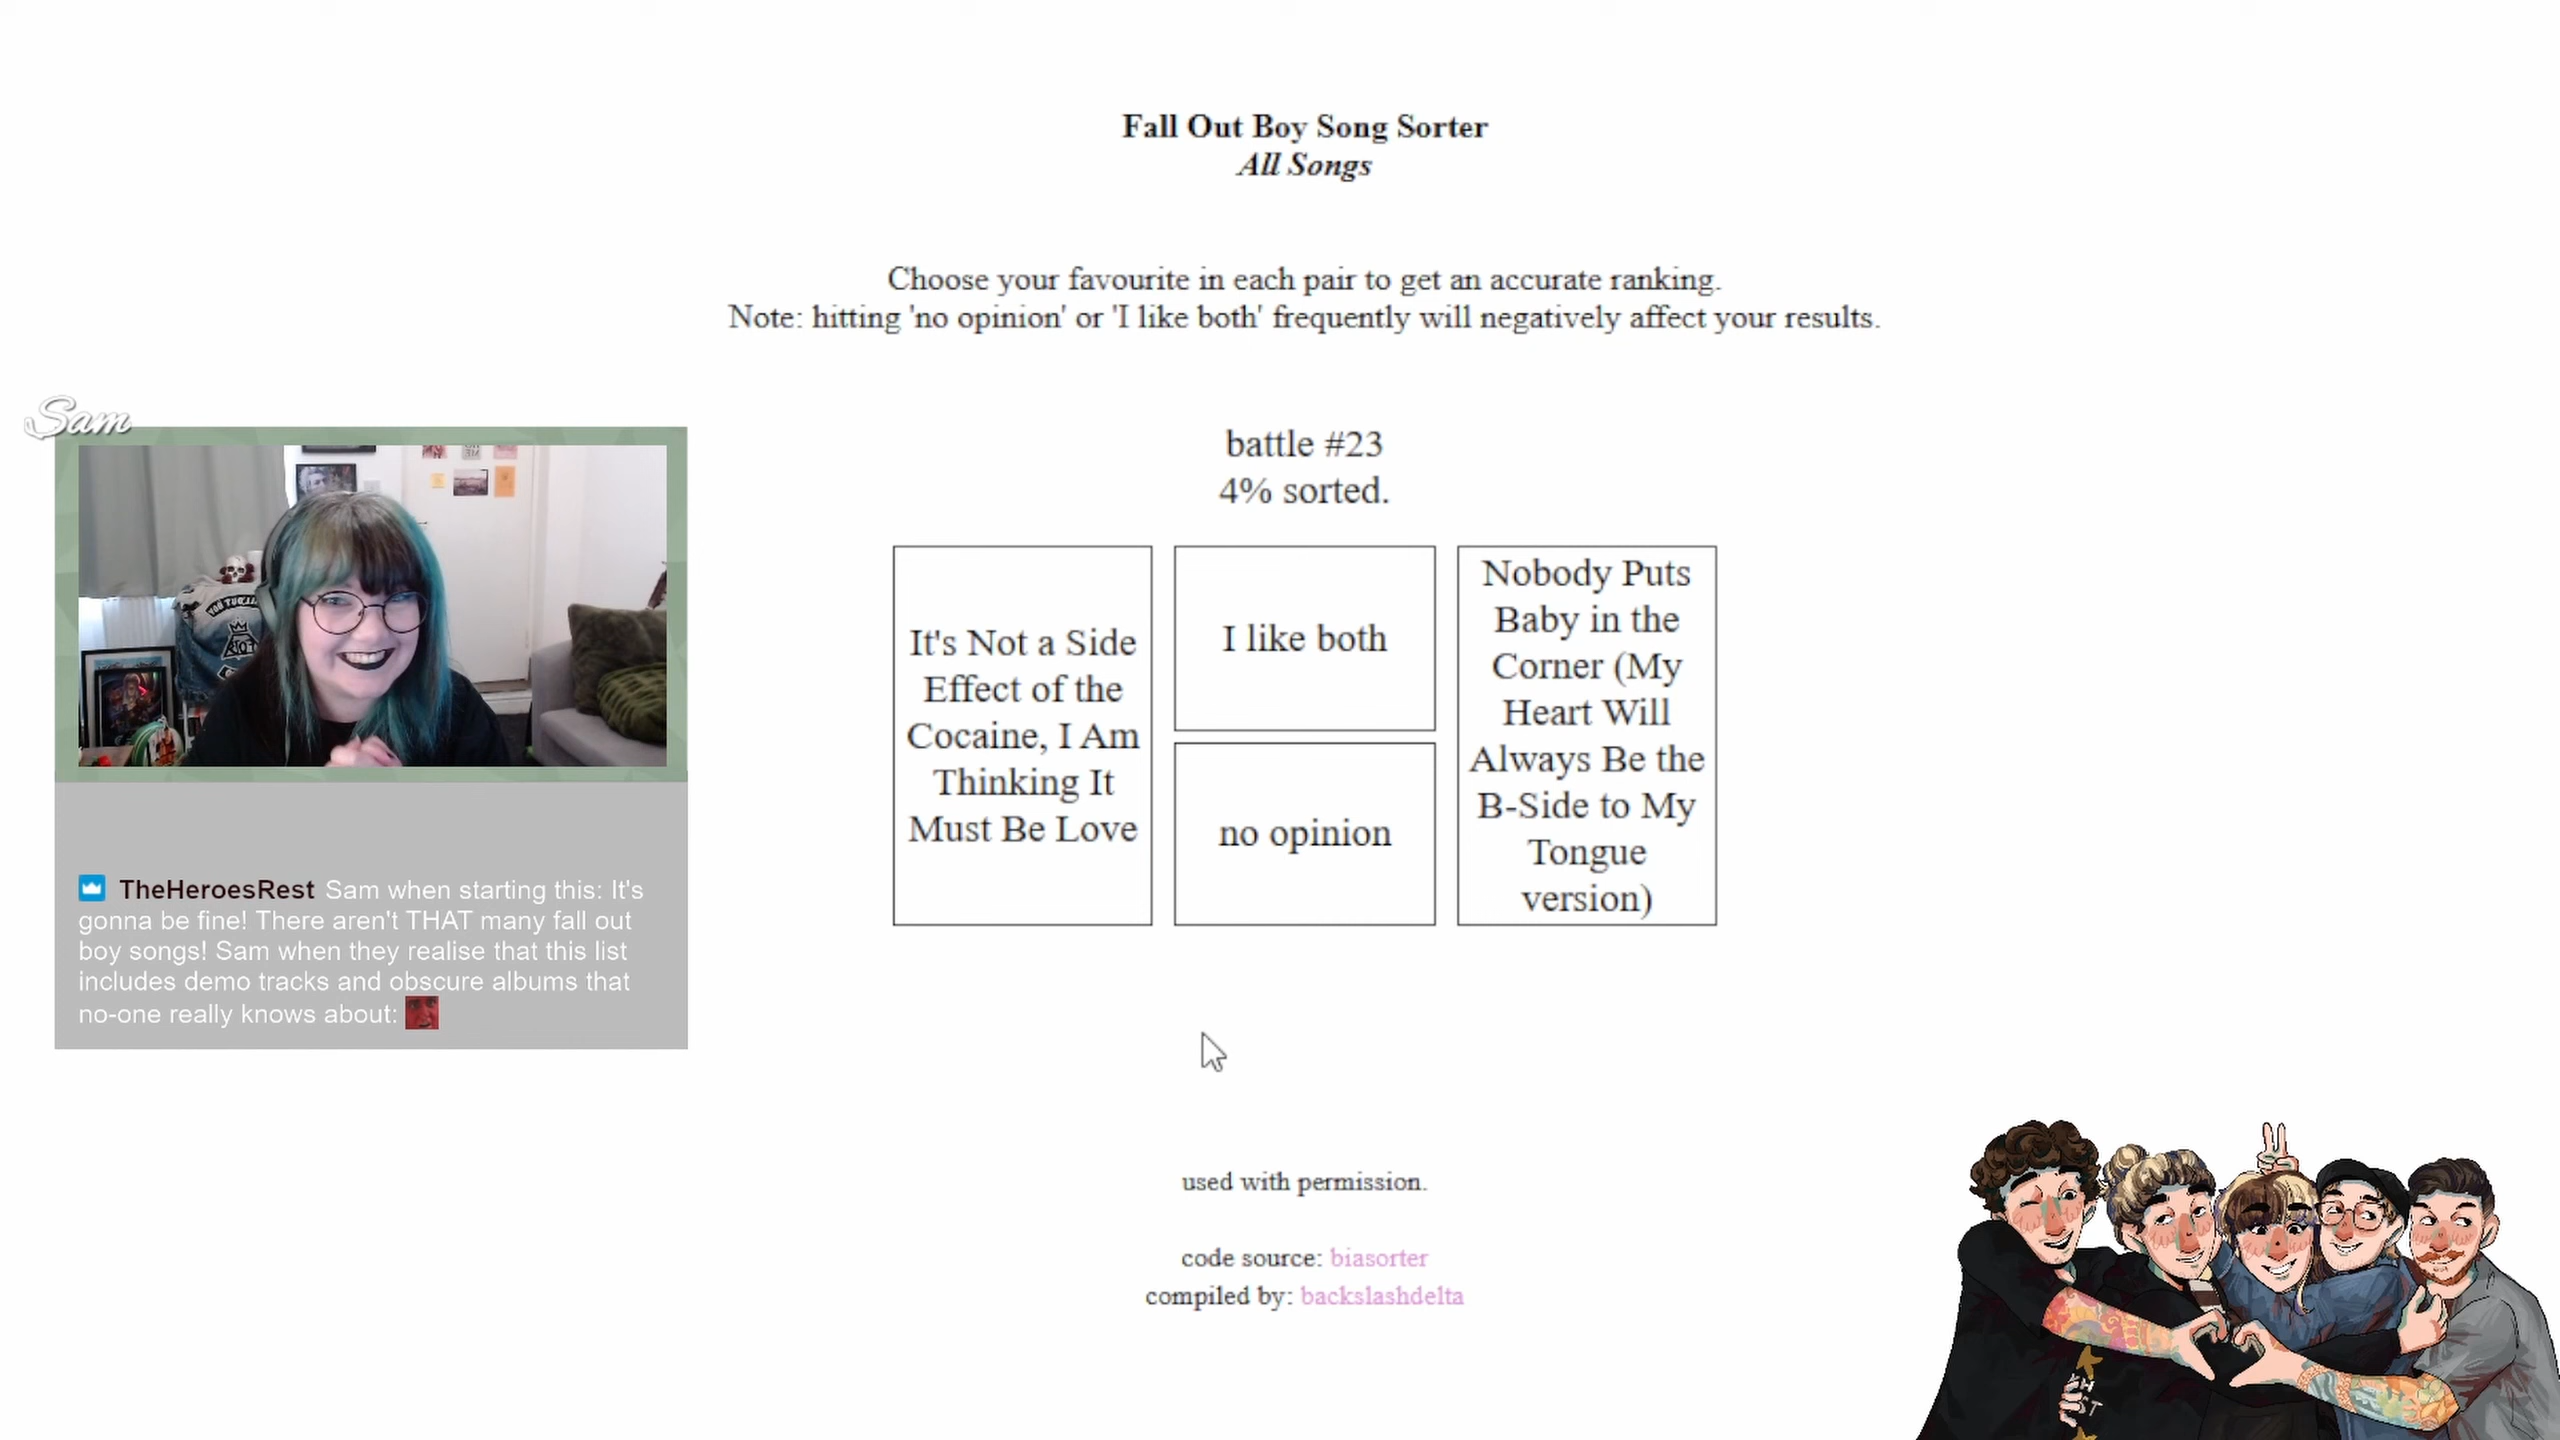 Fall Out Boy Song Sorter
All Songs
Choose your favourite in each pair to get an accurate ranking.
Note: hitting 'no opinion' or 'I like both' frequently will negatively affect your results.
Sam
battle #23
4% sorted.
It's Not a Side
Effect of the
Cocaine, I Am
Thinking It
Must Be Love
I like both
no opinion
Nobody Puts
Baby in the
Corner (My
Heart Will
Always Be the
B-Side to My
Tongue
version)
TheHeroesRest Sam when starting this: It's
gonna be fine! There aren't THAT many fall out
boy songs! Sam when they realise that this list
includes demo tracks and obscure albums that
no-one really knows about:
used with permission.
code source: biasorter
compiled by: backslashdelta